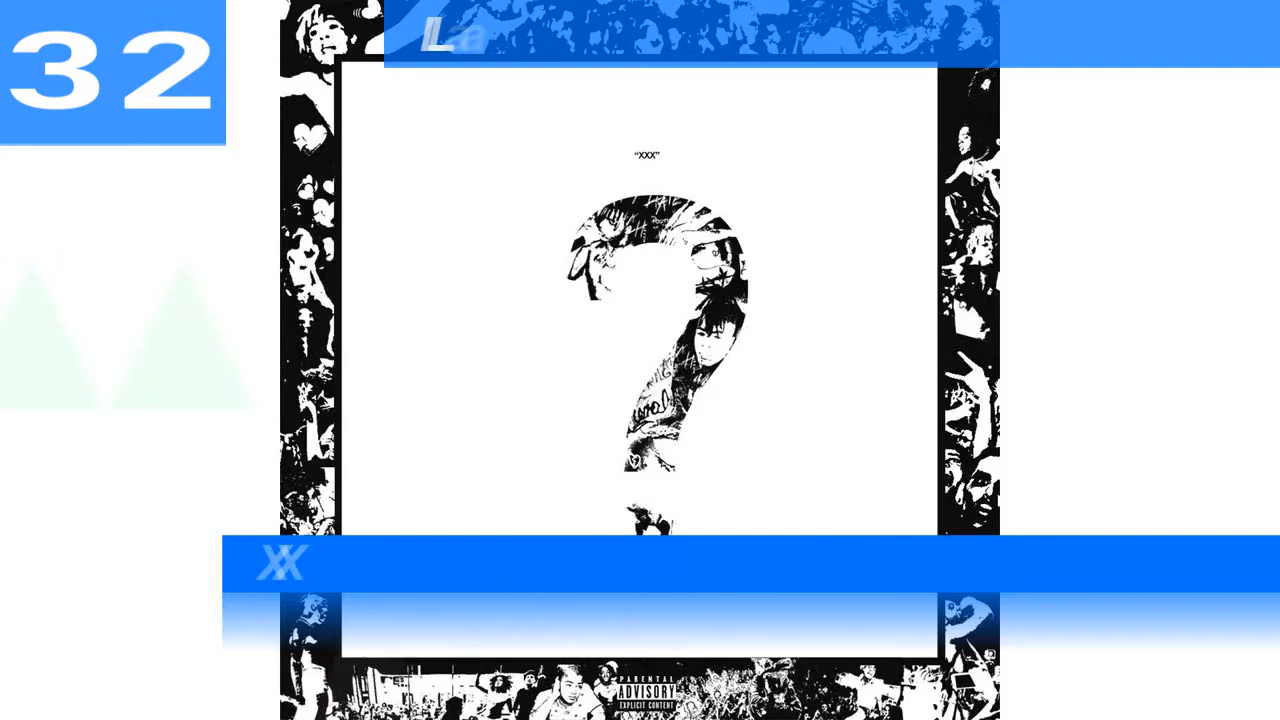 32
La
“XXX”
XX
PARENTAL
ADVISORY
EXPLICIT CONTENT